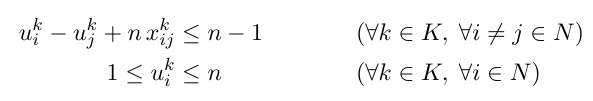 u_i^k − u_j^k + n x_{ij}^k ≤ n − 1 (∀k ∈ K, ∀i ≠ j ∈ N)
1 ≤ u_i^k ≤ n (∀k ∈ K, ∀i ∈ N)